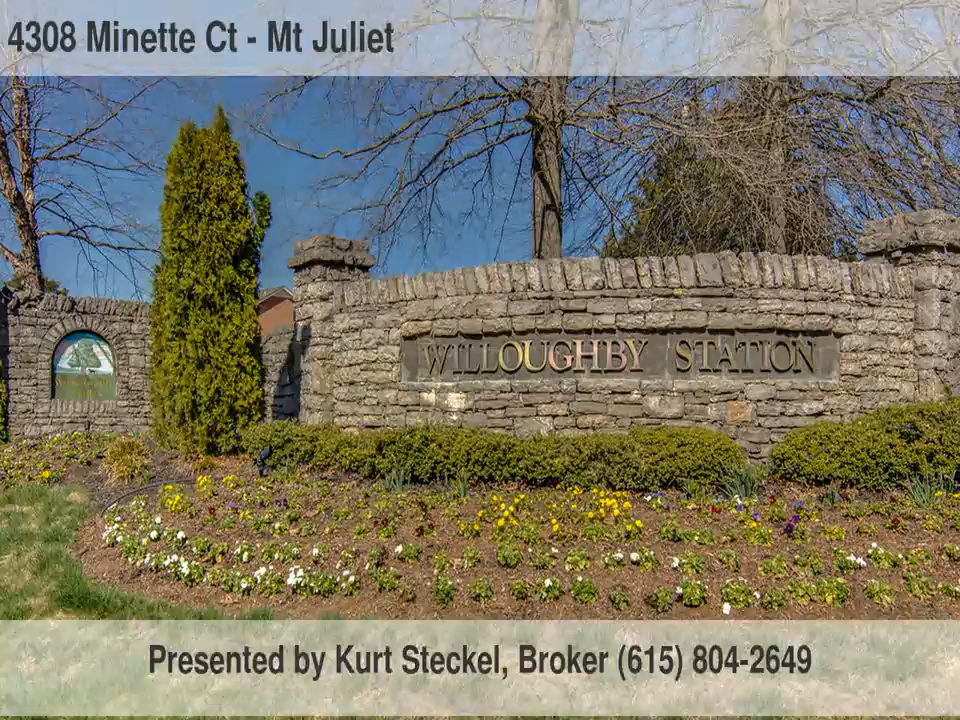 4308 Minette Ct - Mt Juliet
WILLOUGHBY STATION
Presented by Kurt Steckel, Broker (615) 804-2649